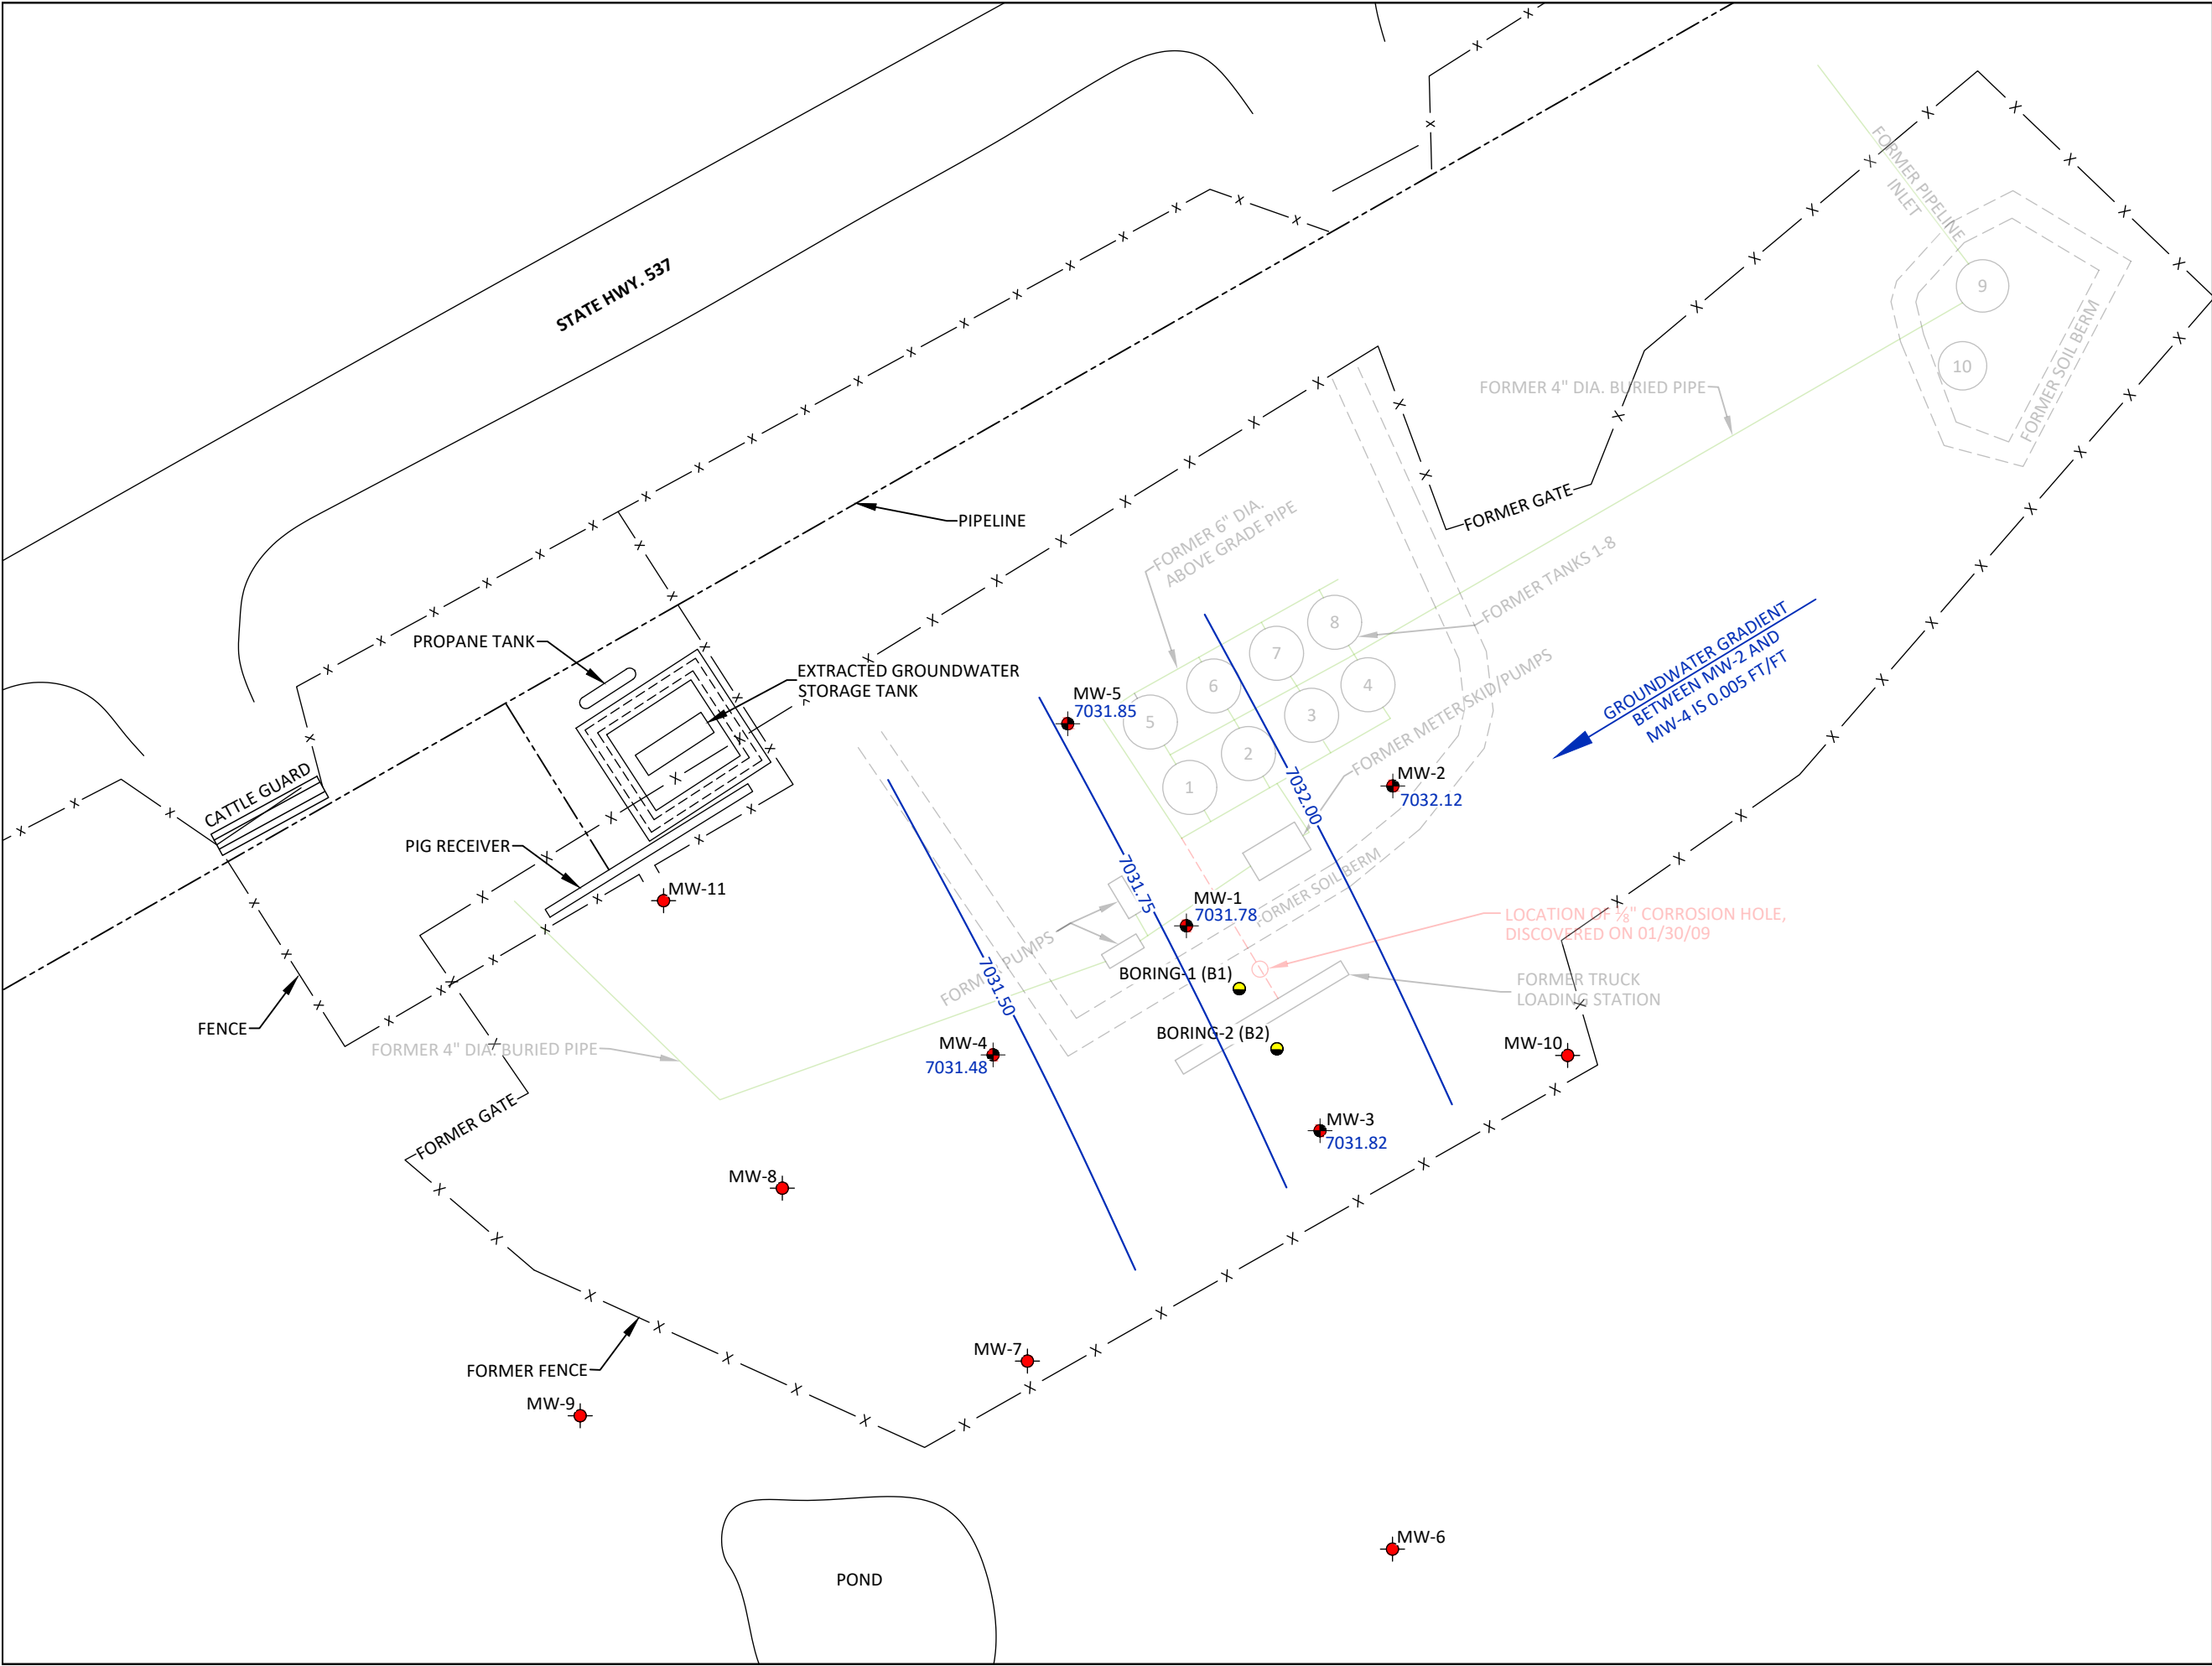 STATE HWY. 537
FORMER PIPELINE
INLET
9
10
FORMER SOIL BERM
FORMER 4" DIA. BURIED PIPE
FORMER GATE
PIPELINE
FORMER 6" DIA.
ABOVE GRADE PIPE
FORMER TANKS 1-8
8
7
6
5
4
3
2
1
GROUNDWATER GRADIENT
BETWEEN MW-2 AND
MW-4 IS 0.005 FT/FT
PROPANE TANK
EXTRACTED GROUNDWATER
STORAGE TANK
MW-5
7031.85
FORMER METER SKID/PUMPS
MW-2
7032.12
7032.00
CATTLE GUARD
PIG RECEIVER
MW-11
7031.75
MW-1
7031.78
FORMER SOIL BERM
LOCATION OF ⅛" CORROSION HOLE,
DISCOVERED ON 01/30/09
FORMER PUMPS
BORING-1 (B1)
FORMER TRUCK
LOADING STATION
7031.50
FENCE
FORMER 4" DIA. BURIED PIPE
BORING-2 (B2)
MW-4
7031.48
MW-10
FORMER GATE
MW-3
7031.82
MW-8
MW-7
FORMER FENCE
MW-9
MW-6
POND